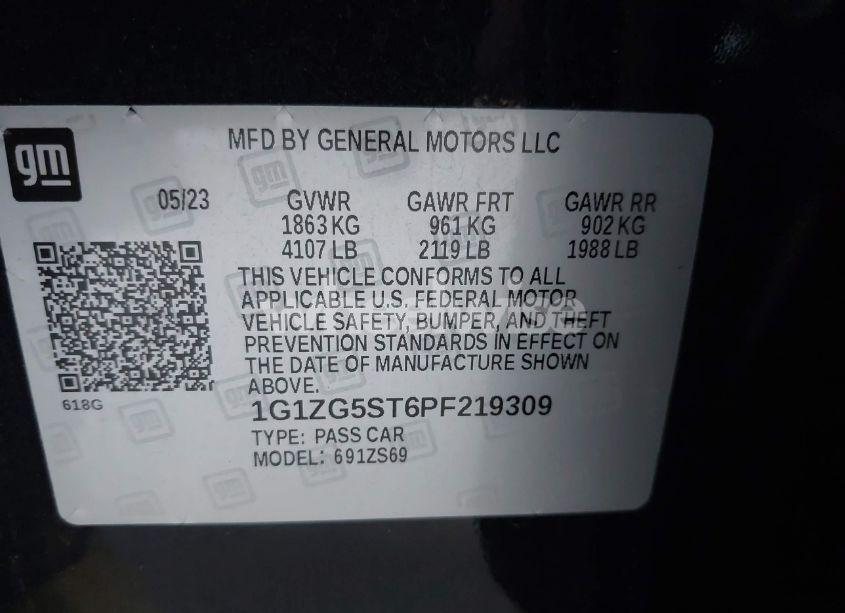 gm
MFD BY GENERAL MOTORS LLC
05/23 GVWR GAWR FRT GAWR RR
1863 KG 961 KG 902 KG
4107 LB 2119 LB 1988 LB
THIS VEHICLE CONFORMS TO ALL
APPLICABLE U.S. FEDERAL MOTOR
VEHICLE SAFETY, BUMPER, AND THEFT
PREVENTION STANDARDS IN EFFECT ON
THE DATE OF MANUFACTURE SHOWN
ABOVE.
618G
1G1ZG5ST6PF219309
TYPE: PASS CAR
MODEL: 691ZS69